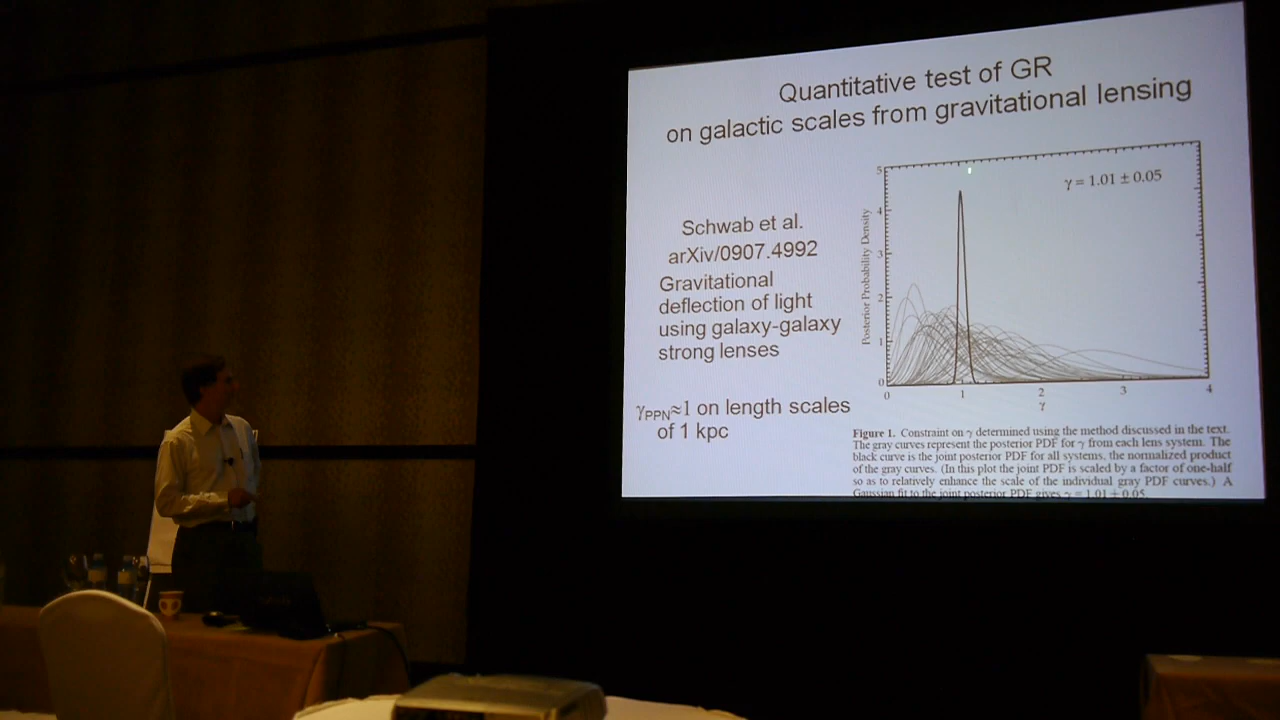 Quantitative test of GR
on galactic scales from gravitational lensing
Schwab et al.
arXiv/0907.4992
Gravitational
deflection of light
using galaxy-galaxy
strong lenses
γPPN≈1 on length scales
of 1 kpc
γ = 1.01 ± 0.05
Posterior Probability Density
5
4
3
2
1
0
0 1 2 3 4
γ
Figure 1. Constraint on γ determined using the method discussed in the text.
The gray curves represent the posterior PDF for γ from each lens system. The
black curve is the joint posterior PDF for all systems, the normalized product
of the gray curves. (In this plot the joint PDF is scaled by a factor of one-half
so as to relatively enhance the scale of the individual gray PDF curves.) A
Gaussian fit to the joint posterior PDF gives γ = 1.01 ± 0.05.